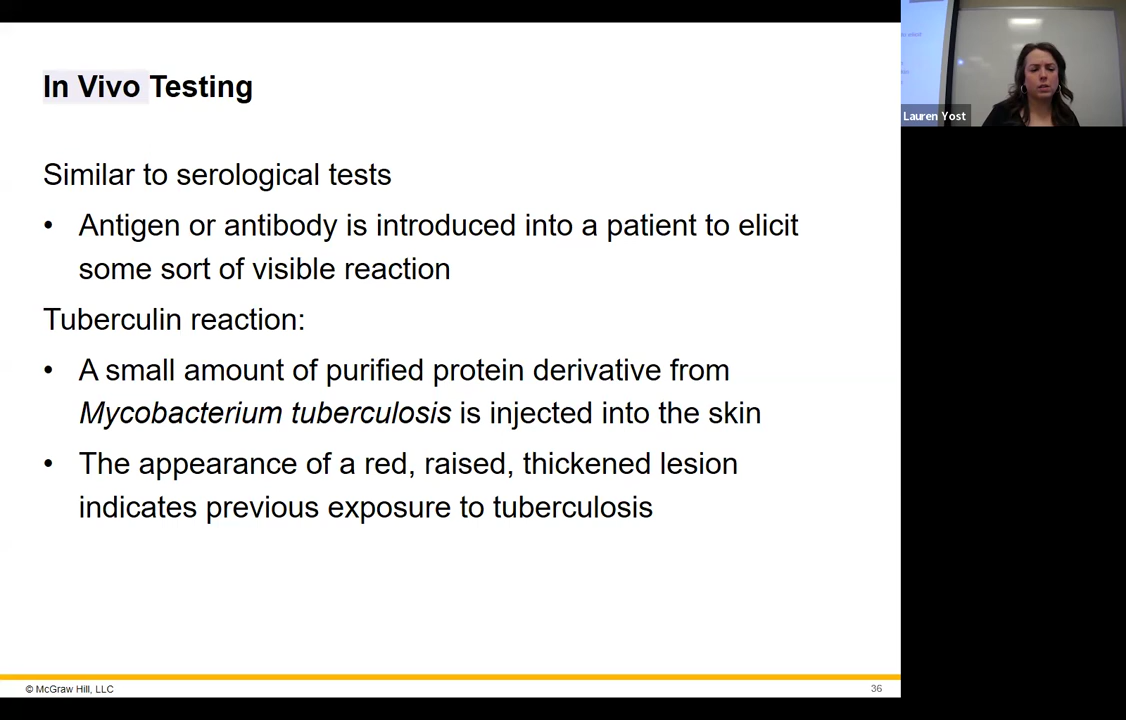 In Vivo Testing
Similar to serological tests
• Antigen or antibody is introduced into a patient to elicit
some sort of visible reaction
Tuberculin reaction:
• A small amount of purified protein derivative from
Mycobacterium tuberculosis is injected into the skin
• The appearance of a red, raised, thickened lesion
indicates previous exposure to tuberculosis
© McGraw Hill, LLC
36
Lauren Yost